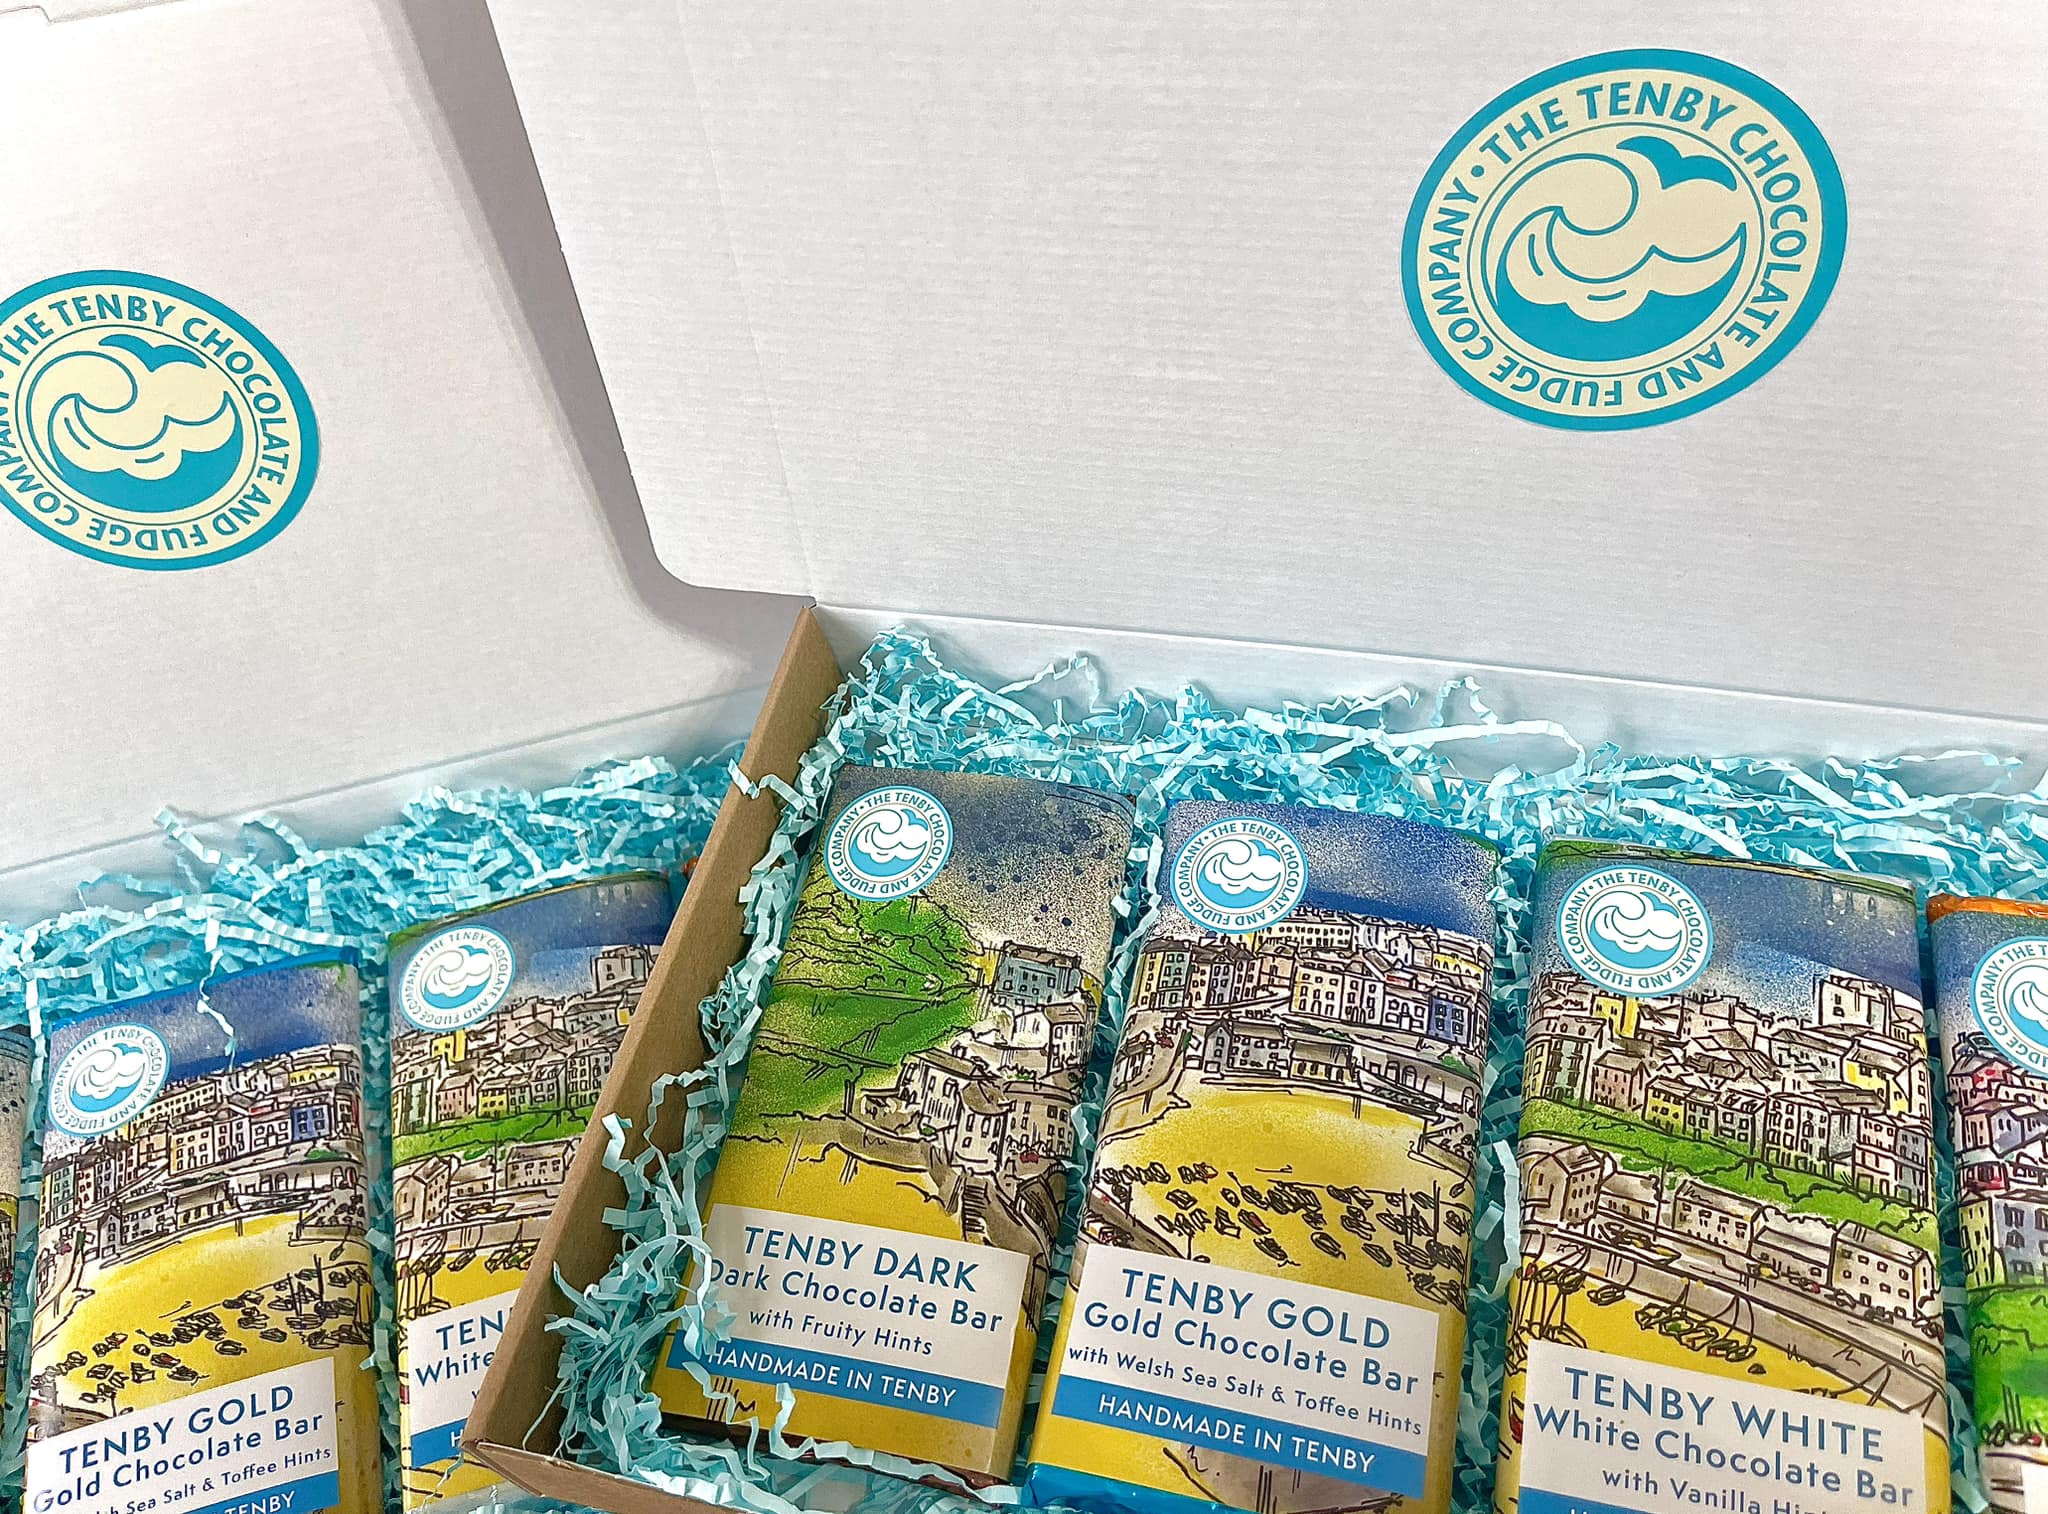 THE TENBY CHOCOLATE AND FUDGE COMPANY •
THE TENBY CHOCOLATE AND FUDGE COMPANY •
THE TENBY CHOCOLATE AND FUDGE COMPANY •
TENBY GOLD
Gold Chocolate Bar
Sea Salt & Toffee Hints
TENBY
THE TENBY CHOCOLATE AND FUDGE COMPANY •
TEN
White
THE TENBY CHOCOLATE AND FUDGE COMPANY •
TENBY DARK
Dark Chocolate Bar
with Fruity Hints
HANDMADE IN TENBY
THE TENBY CHOCOLATE AND FUDGE COMPANY •
TENBY GOLD
Gold Chocolate Bar
with Welsh Sea Salt & Toffee Hints
HANDMADE IN TENBY
THE TENBY CHOCOLATE AND FUDGE COMPANY •
TENBY WHITE
White Chocolate Bar
with Vanilla Hin
THE T
COMPANY •